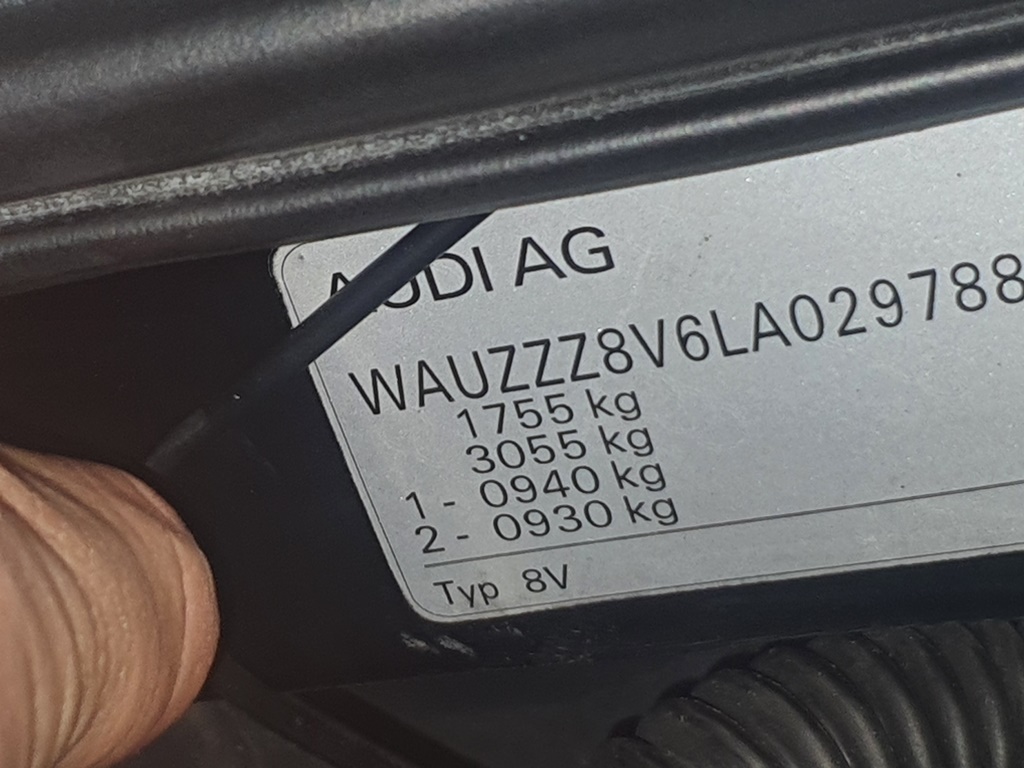 AUDI AG
WAUZZZ8V6LA029788
1755 kg
3055 kg
1 - 0940 kg
2 - 0930 kg
Typ 8V